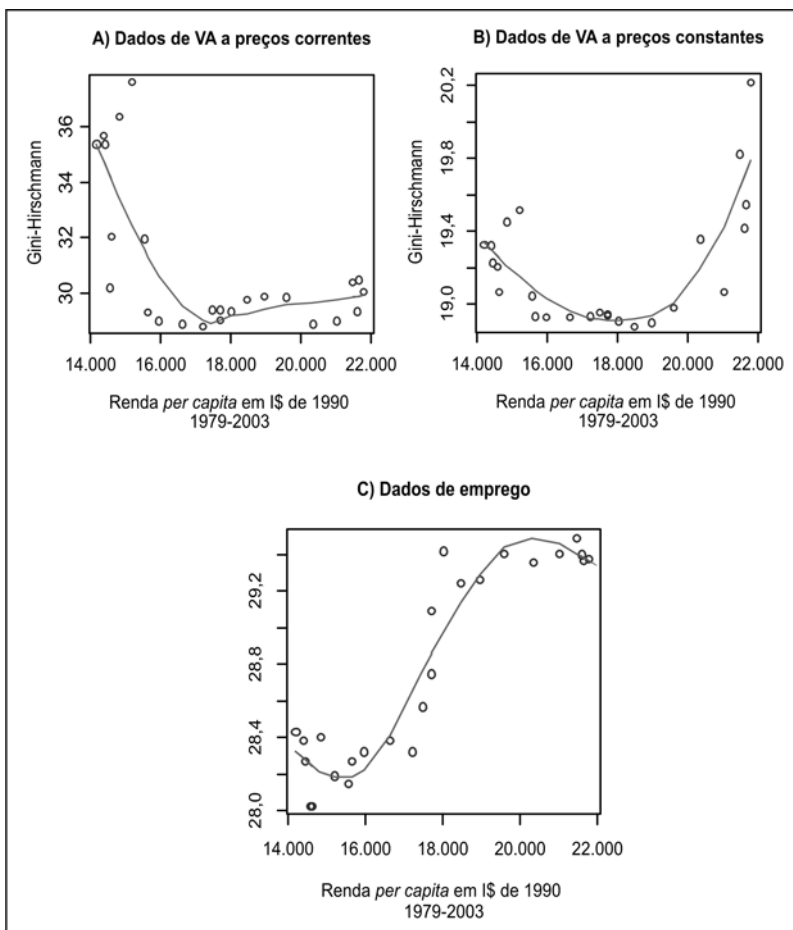 A) Dados de VA a preços correntes
Gini-Hirschmann
36
34
32
30
14.000 16.000 18.000 20.000 22.000
Renda per capita em I$ de 1990
1979-2003
B) Dados de VA a preços constantes
Gini-Hirschmann
20,2
19,8
19,4
19,0
14.000 16.000 18.000 20.000 22.000
Renda per capita em I$ de 1990
1979-2003
C) Dados de emprego
29,2
28,8
28,4
28,0
14.000 16.000 18.000 20.000 22.000
Renda per capita em I$ de 1990
1979-2003